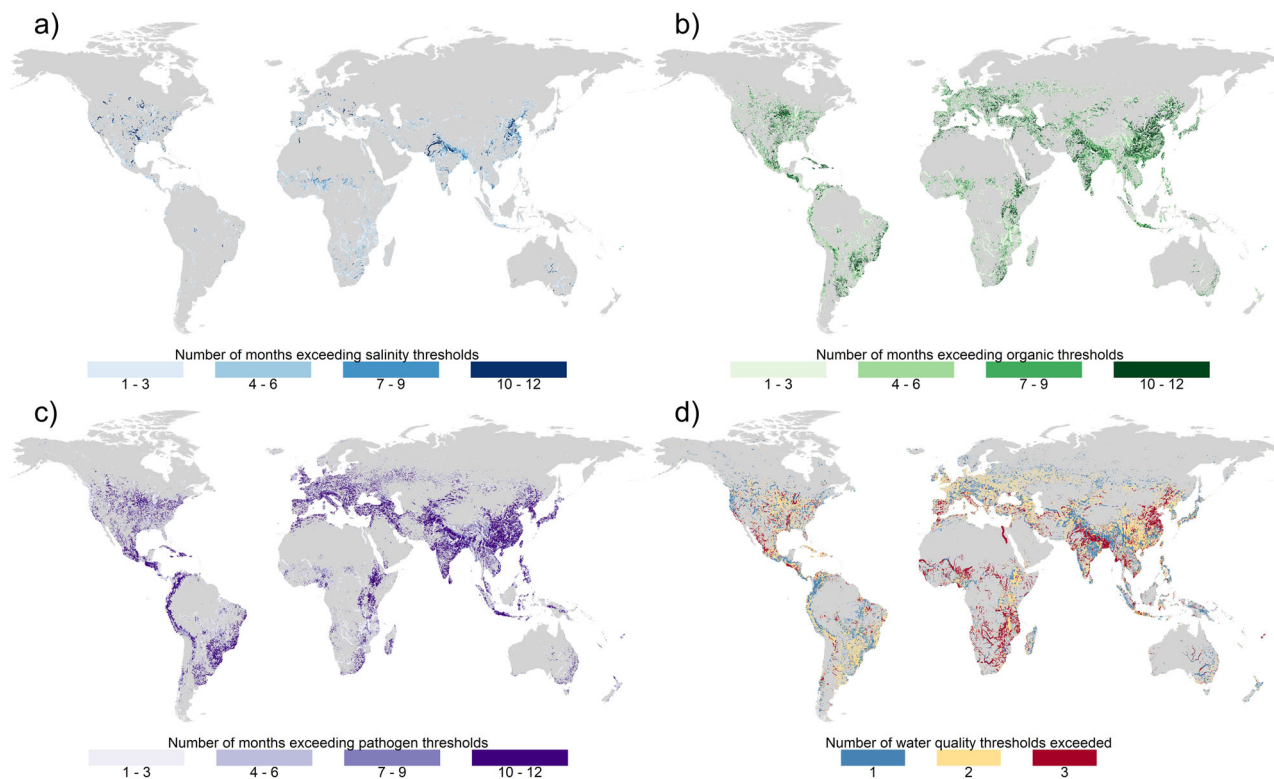 a)
b)
Number of months exceeding salinity thresholds
1 - 3 4 - 6 7 - 9 10 - 12
Number of months exceeding organic thresholds
1 - 3 4 - 6 7 - 9 10 - 12
c)
d)
Number of months exceeding pathogen thresholds
1 - 3 4 - 6 7 - 9 10 - 12
Number of water quality thresholds exceeded
1 2 3